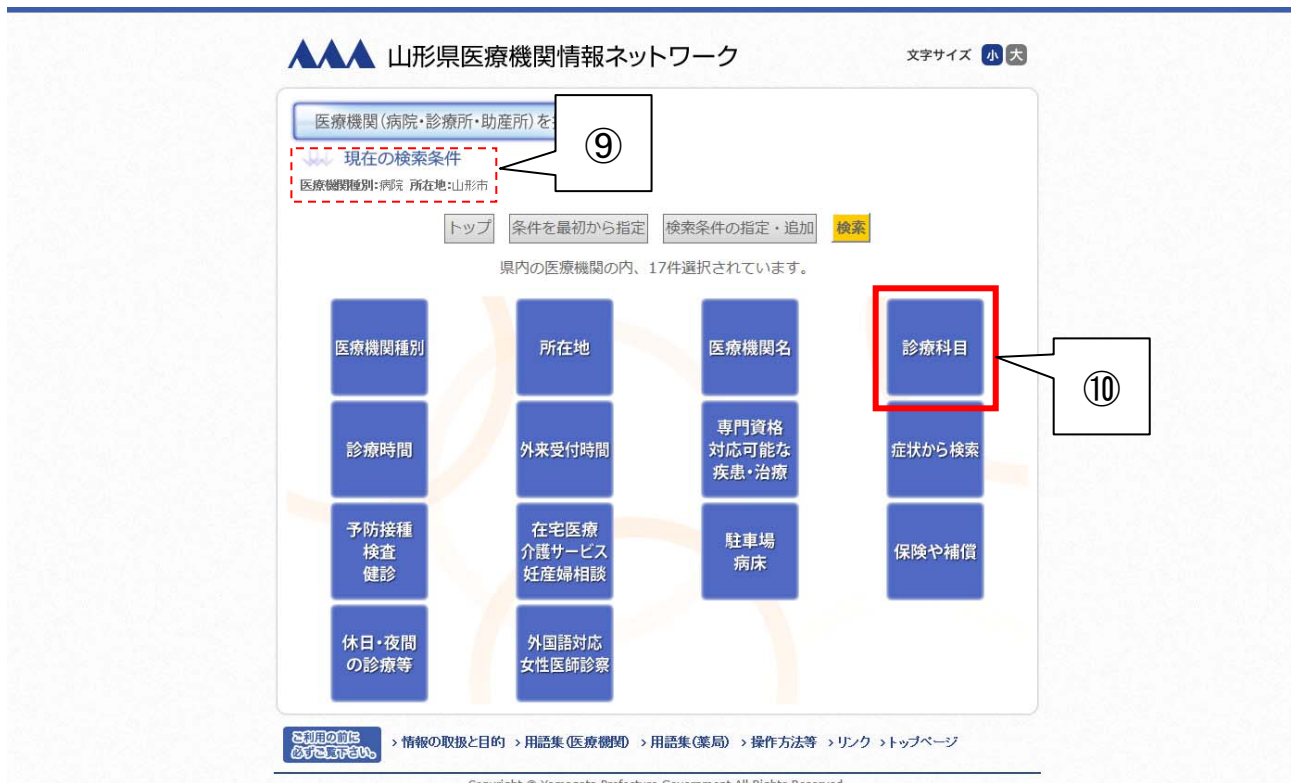 山形県医療機関情報ネットワーク
文字サイズ 小 大
医療機関(病院・診療所・助産所)を
⑨
現在の検索条件
医療機関種別:病院 所在地:山形市
トップ 条件を最初から指定 検索条件の指定・追加 検索
県内の医療機関の内、17件選択されています。
医療機関種別 所在地 医療機関名 診療科目
⑩
診療時間 外来受付時間 専門資格
対応可能な
疾患・治療
症状から検索
予防接種
検査
健診
在宅医療
介護サービス
妊産婦相談
駐車場
病床
保険や補償
休日・夜間
の診療等
外国語対応
女性医師診察
ご利用の前に
必ずご覧下さい。
›情報の取扱と目的 ›用語集(医療機関) ›用語集(薬局) ›操作方法等 ›リンク ›トップページ
Copyright © Yamagata Prefecture Government All Rights Reserved